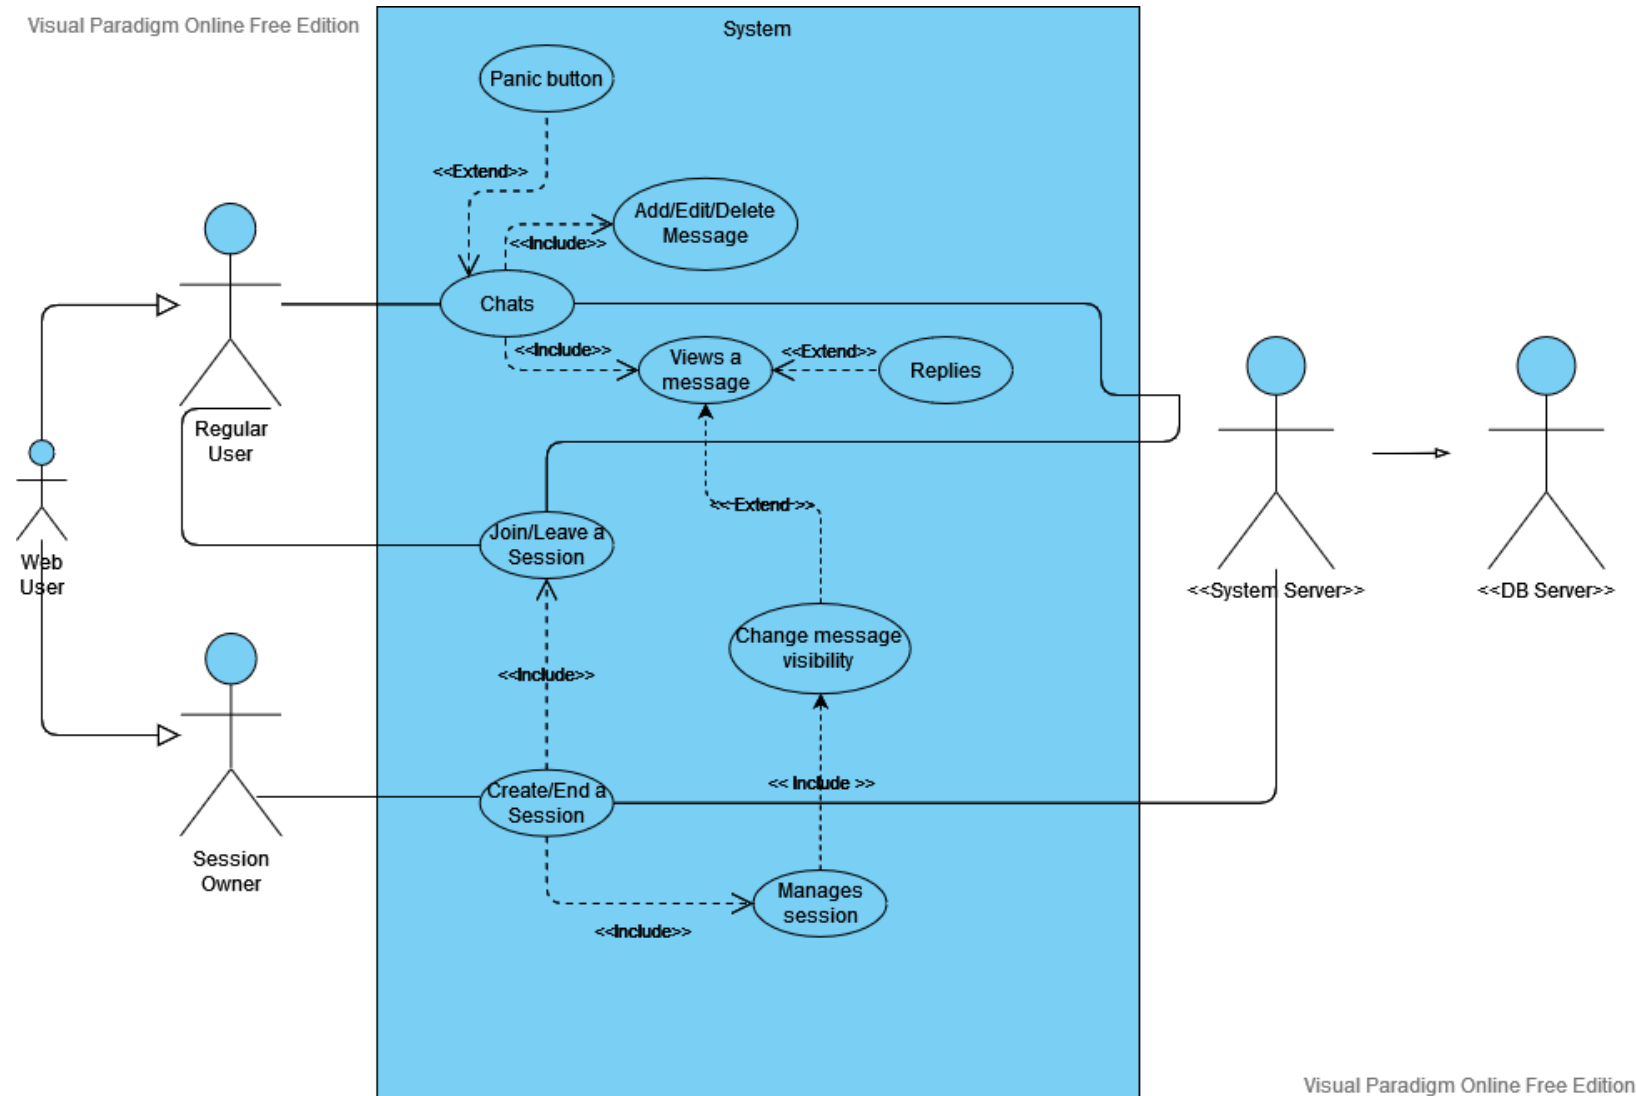 Visual Paradigm Online Free Edition
System
Panic button
<<Extend>>
Add/Edit/Delete
Message
<<Include>>
Chats
<<Include>>
Views a
message
<<Extend>>
Replies
Regular
User
<< Extend >>
Join/Leave a
Session
Web
User
<<System Server>>
<<DB Server>>
Change message
visibility
<<Include>>
Create/End a
Session
<< Include >>
Session
Owner
Manages
session
<<Include>>
Visual Paradigm Online Free Edition